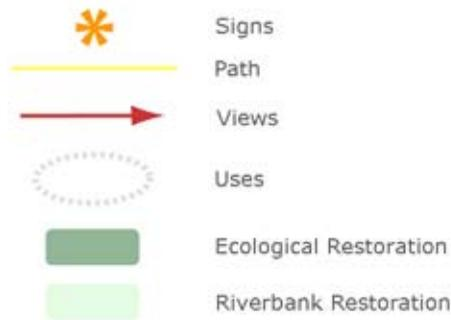 Signs
Path
Views
Uses
Ecological Restoration
Riverbank Restoration